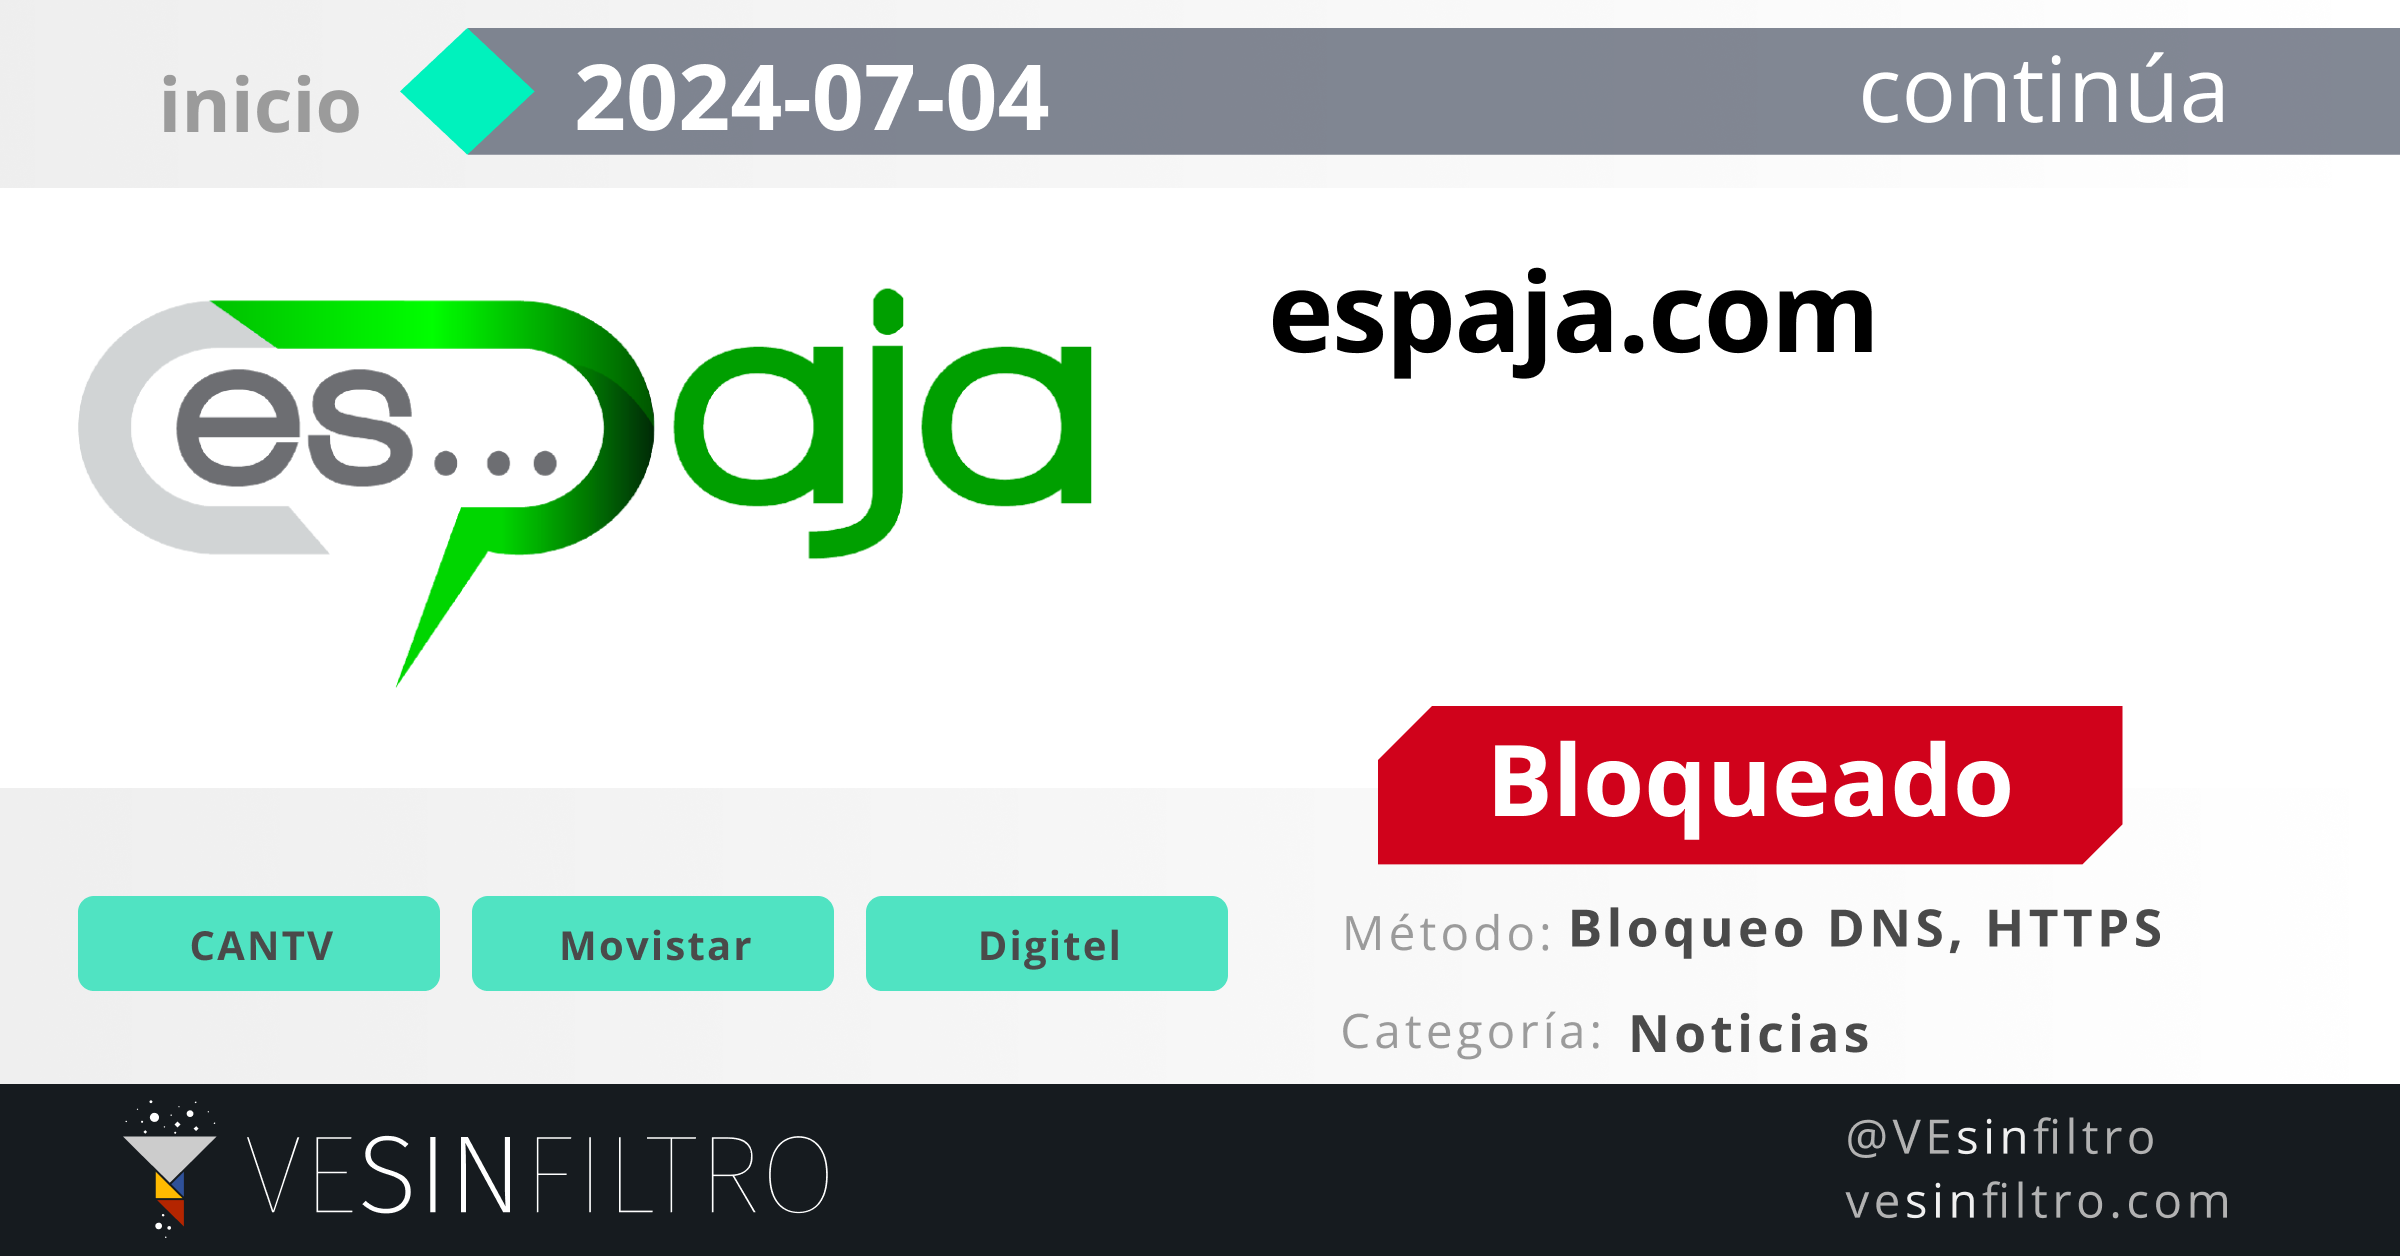 inicio 2024-07-04 continúa
es...paja
espaja.com
Bloqueado
CANTV Movistar Digitel
Método: Bloqueo DNS, HTTPS
Categoría: Noticias
VESINFILTRO
@VEsinfiltro
vesinfiltro.com